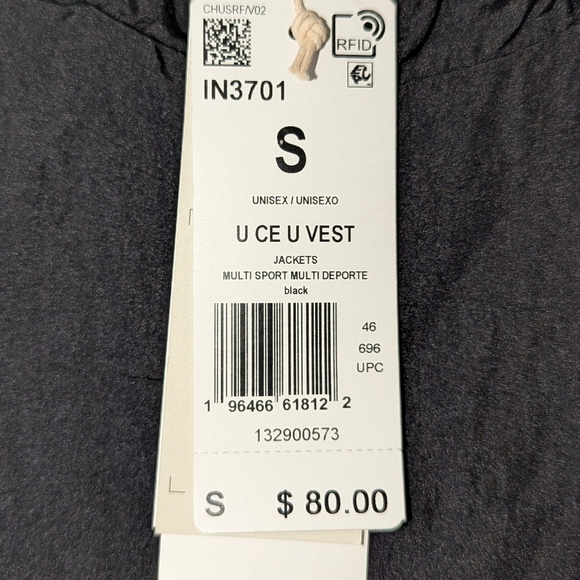 CHUSRF/V02
RFID
IN3701
S
UNISEX / UNISEXO
U CE U VEST
JACKETS
MULTI SPORT MULTI DEPORTE
black
46
696
UPC
1 96466 61812 2
132900573
S $ 80.00